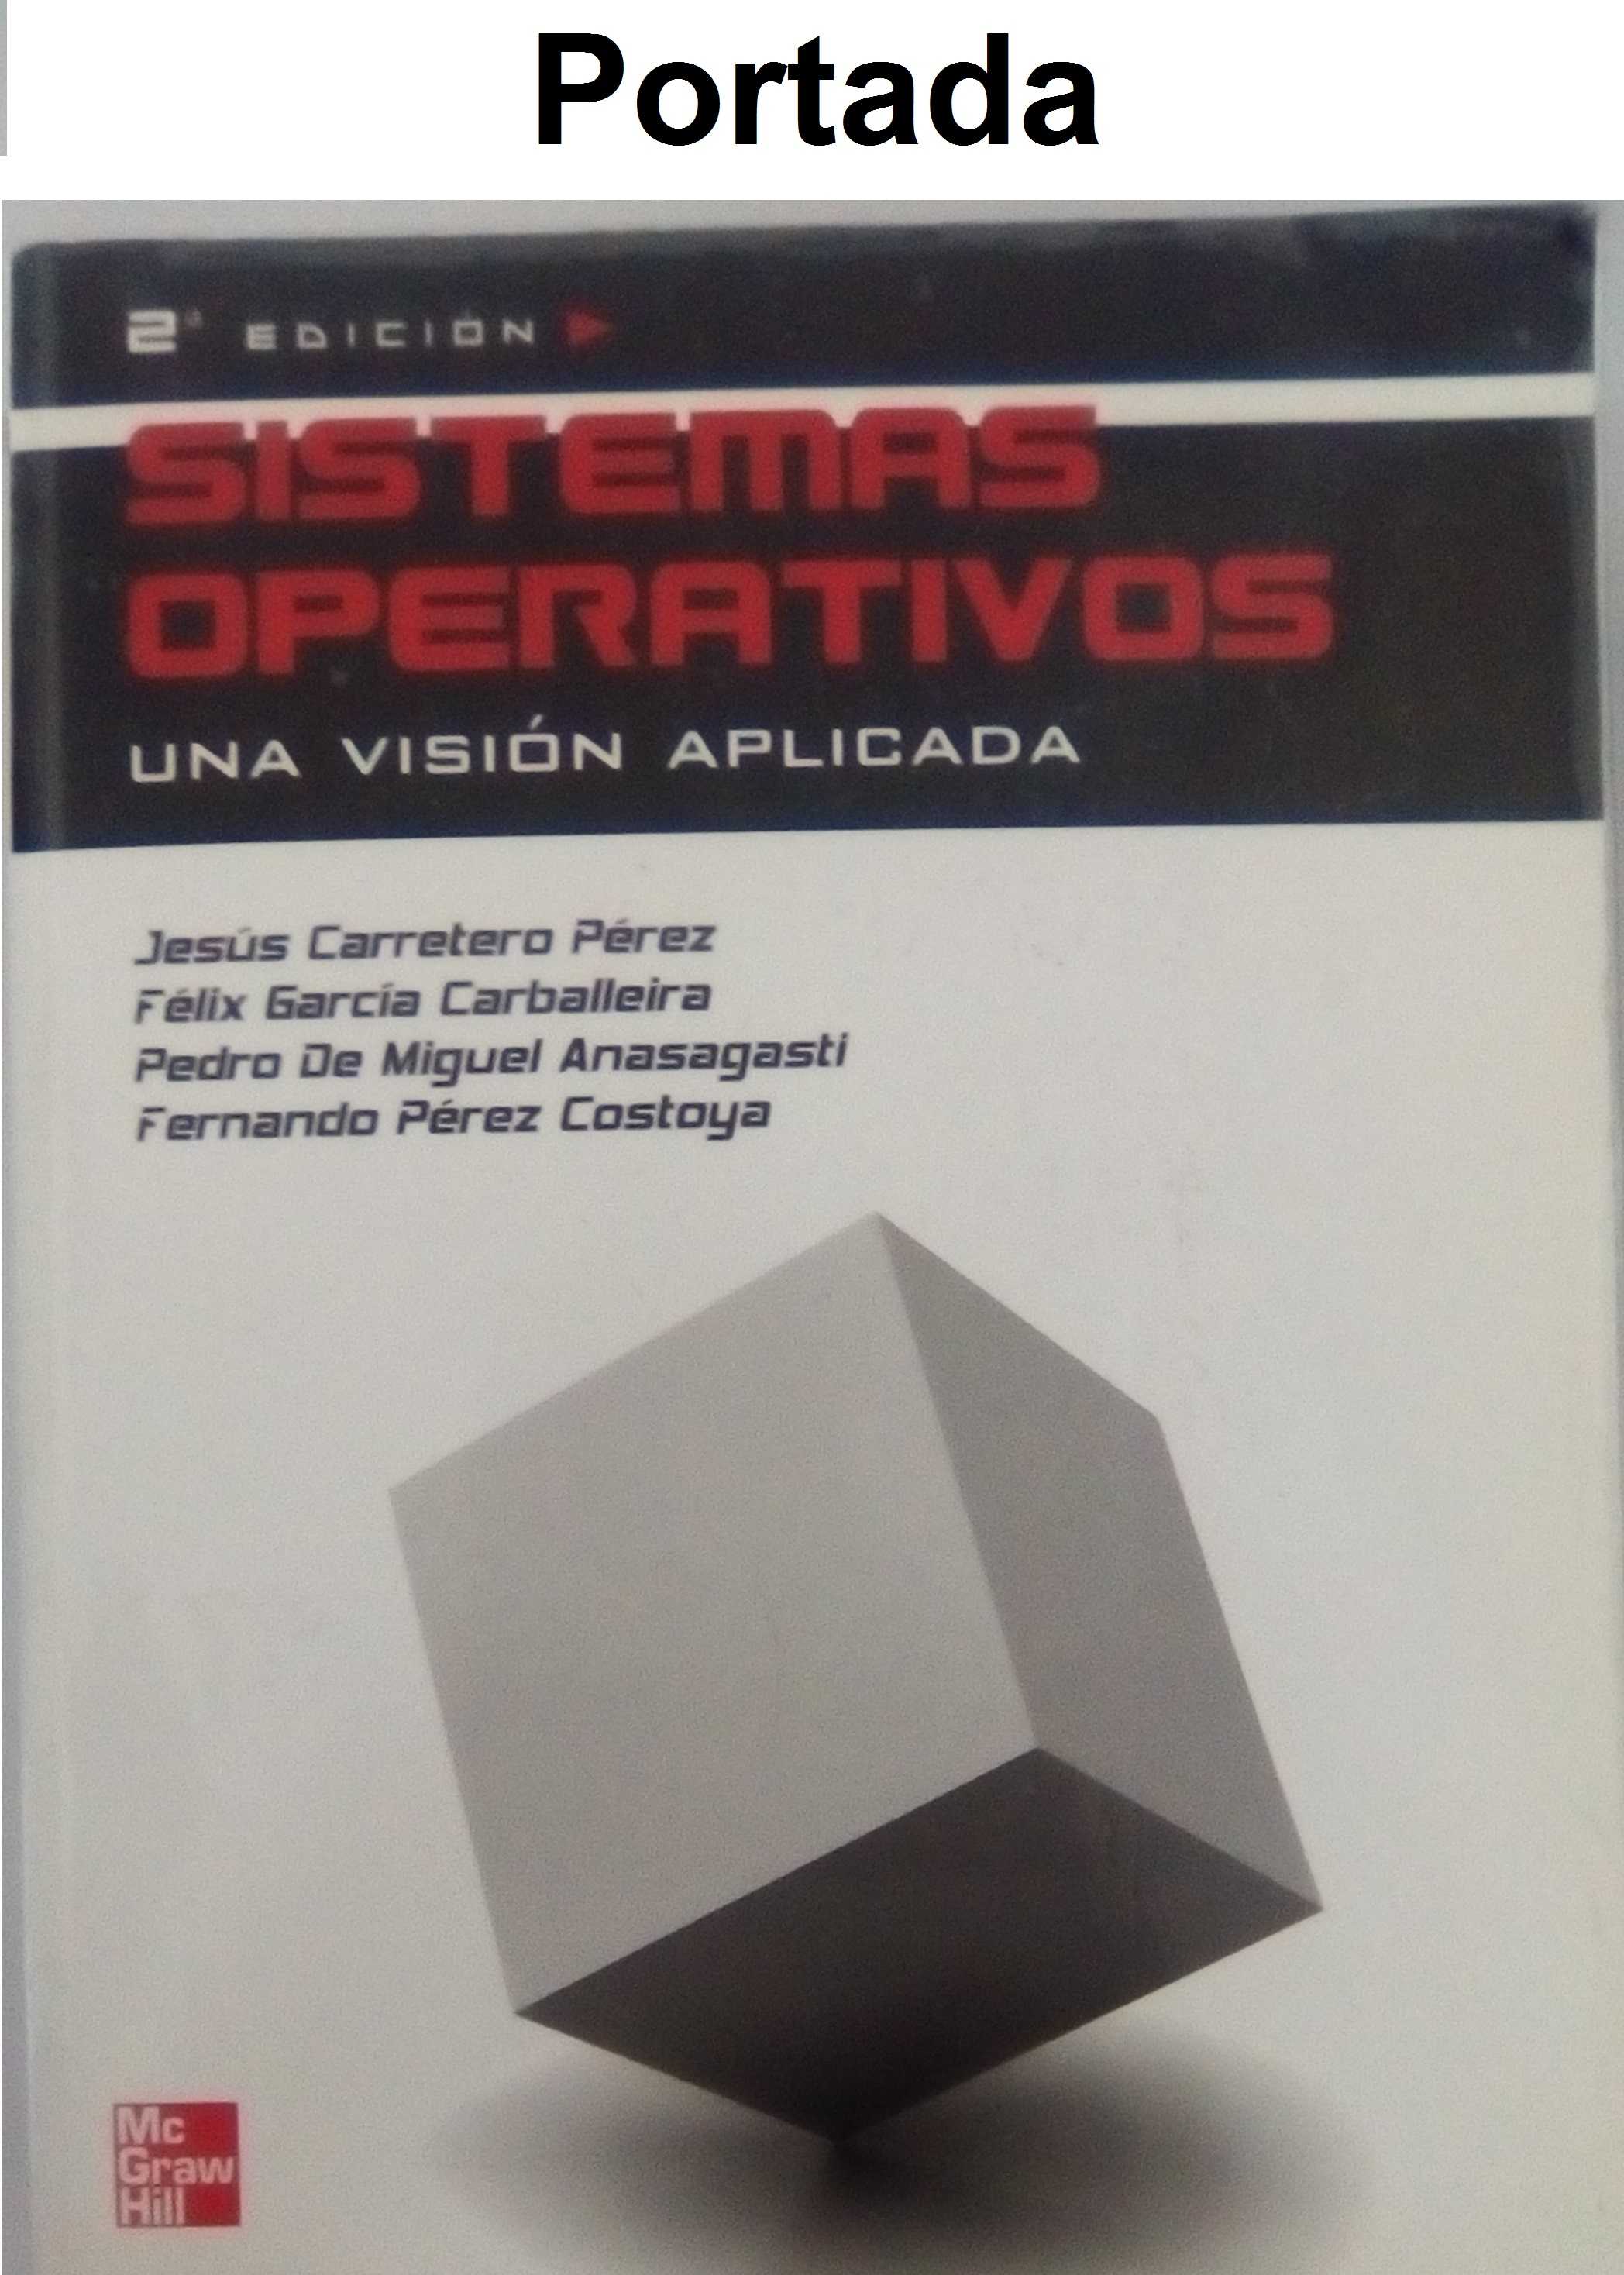 Portada
2ª EDICIÓN
SISTEMAS
OPERATIVOS
UNA VISIÓN APLICADA
Jesús Carretero Pérez
Félix García Carballeira
Pedro De Miguel Anasagasti
Fernando Pérez Costoya
Mc
Graw
Hill